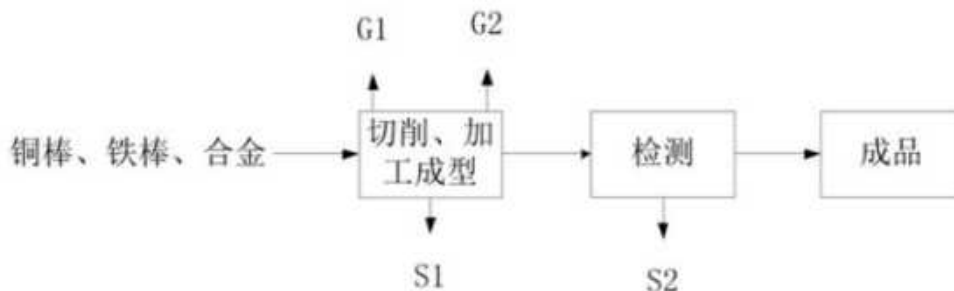 G1
G2
铜棒、铁棒、合金
切削、加
工成型
检测
成品
S1
S2